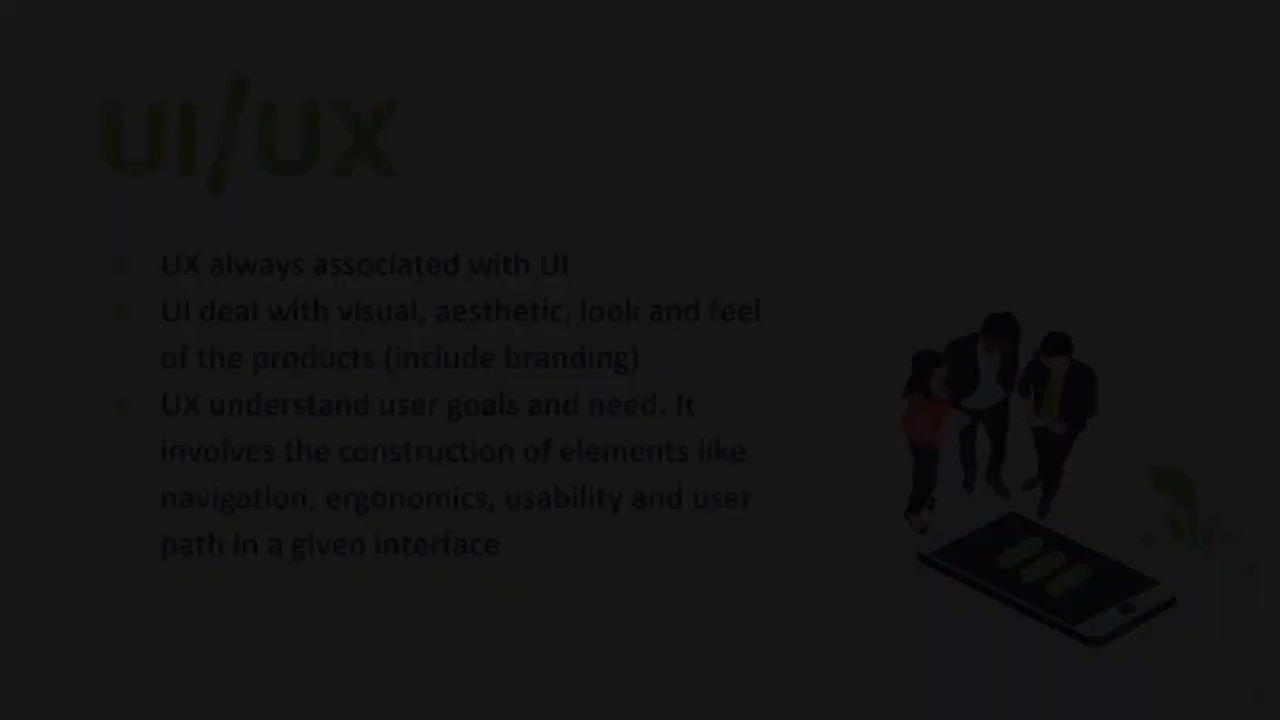 UI/UX
UX always associated with UI
UI deal with visual, aesthetic, look and feel
of the products (include branding)
UX understand user goals and need. It
involves the construction of elements like
navigation, ergonomics, usability and user
path in a given interface